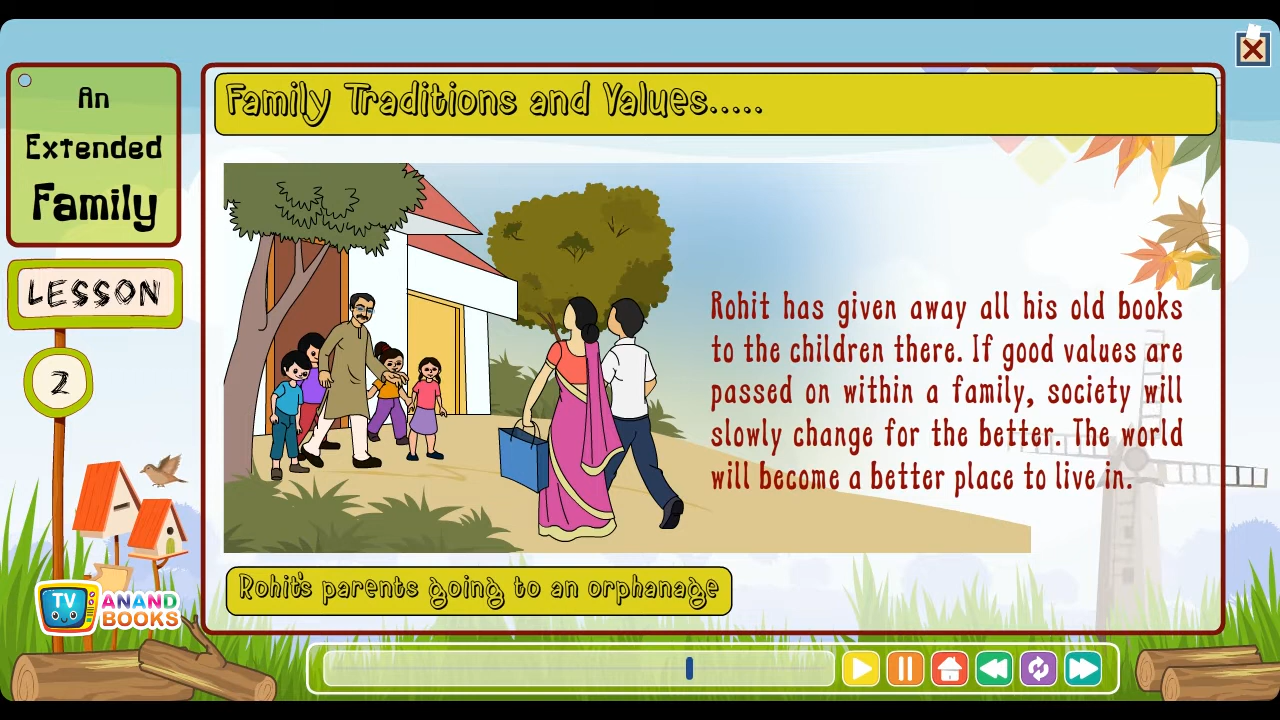 An
Extended
Family
LESSON
2
Family Traditions and Values.....
Rohit has given away all his old books
to the children there. If good values are
passed on within a family, society will
slowly change for the better. The world
will become a better place to live in.
Rohit's parents going to an orphanage
TV
ANAND
BOOKS